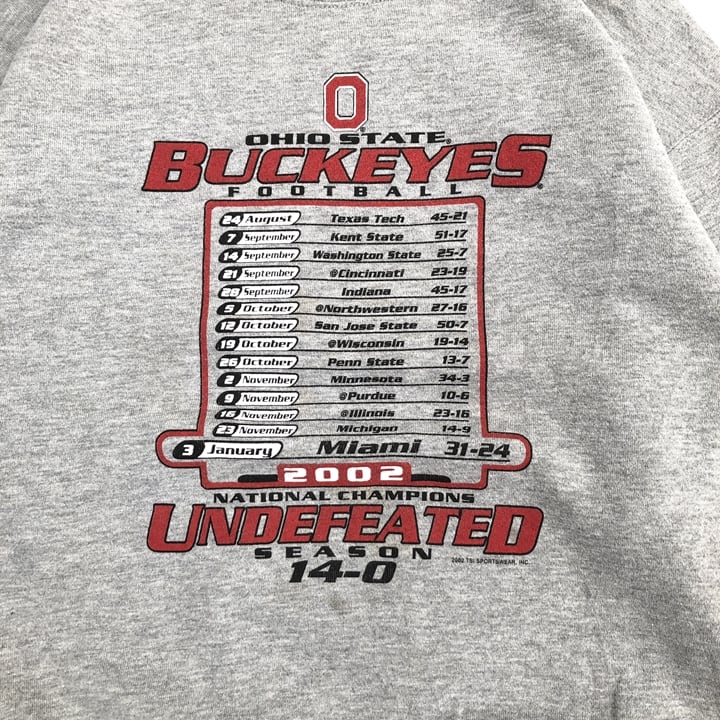 O
OHIO STATE®
BUCKEYES®
FOOTBALL
24 August Texas Tech 45-21
7 September Kent State 51-17
14 September Washington State 25-7
21 September @Cincinnati 23-19
28 September Indiana 45-17
5 October @Northwestern 27-16
12 October San Jose State 50-7
19 October @Wisconsin 19-14
26 October Penn State 13-7
2 November Minnesota 34-3
9 November @Purdue 10-6
16 November @Illinois 23-16
23 November Michigan 14-9
3 January Miami 31-24
2002
NATIONAL CHAMPIONS
UNDEFEATED
SEASON
14-0
2002 TSI SPORTSWEAR, INC.